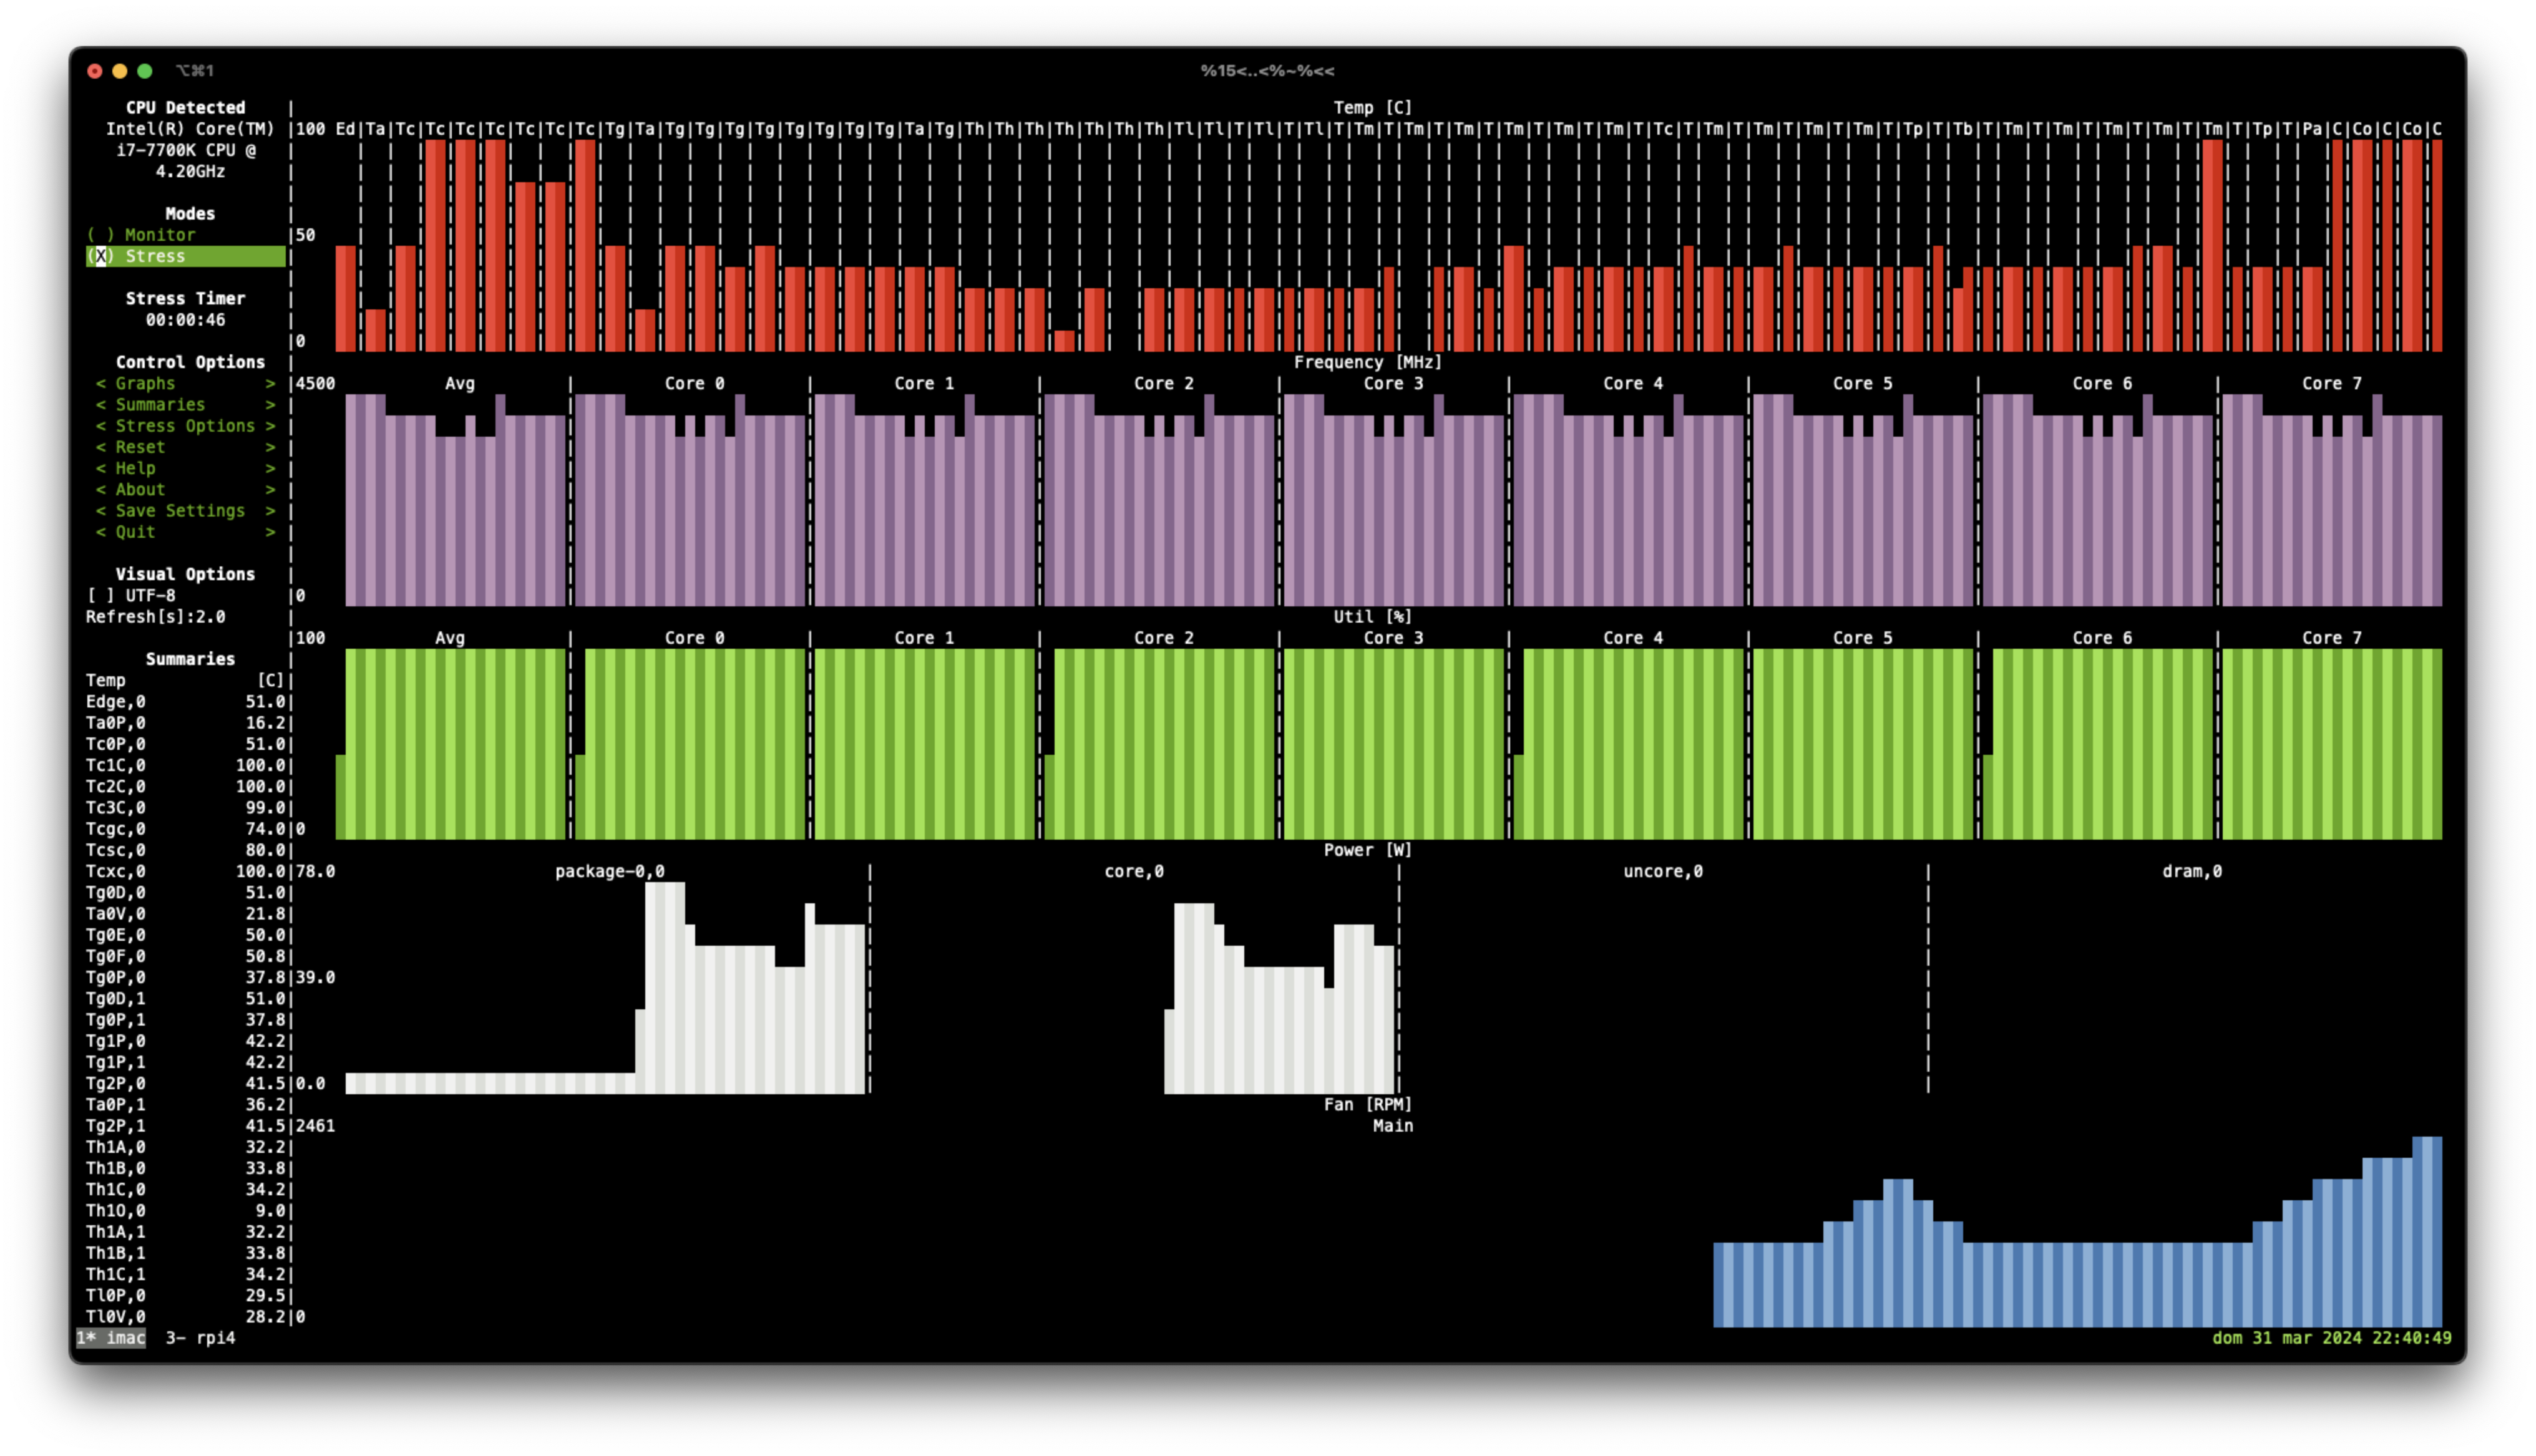 ⌥⌘1
%15<..<%~%<<
CPU Detected
Intel(R) Core(TM)
i7-7700K CPU @
4.20GHz
Modes
( ) Monitor
(X) Stress
Stress Timer
00:00:46
Control Options
< Graphs >
< Summaries >
< Stress Options >
< Reset >
< Help >
< About >
< Save Settings >
< Quit >
Visual Options
[ ] UTF-8
Refresh[s]:2.0
Summaries
Temp [C]
Edge,0 51.0
Ta0P,0 16.2
Tc0P,0 51.0
Tc1C,0 100.0
Tc2C,0 100.0
Tc3C,0 99.0
Tcgc,0 74.0
Tcsc,0 80.0
Tcxc,0 100.0
Tg0D,0 51.0
Ta0V,0 21.8
Tg0E,0 50.0
Tg0F,0 50.8
Tg0P,0 37.8
Tg0D,1 51.0
Tg0P,1 37.8
Tg1P,0 42.2
Tg1P,1 42.2
Tg2P,0 41.5
Ta0P,1 36.2
Tg2P,1 41.5
Th1A,0 32.2
Th1B,0 33.8
Th1C,0 34.2
Th1O,0 9.0
Th1A,1 32.2
Th1B,1 33.8
Th1C,1 34.2
Tl0P,0 29.5
Tl0V,0 28.2
Temp [C]
|100 Ed|Ta|Tc|Tc|Tc|Tc|Tc|Tc|Tc|Tg|Ta|Tg|Tg|Tg|Tg|Tg|Tg|Tg|Tg|Ta|Tg|Th|Th|Th|Th|Th|Th|Th|Tl|Tl|T|Tl|T|Tl|T|Tm|T|Tm|T|Tm|T|Tm|T|Tm|T|Tm|T|Tc|T|Tm|T|Tm|T|Tm|T|Tm|T|Tp|T|Tb|T|Tm|T|Tm|T|Tm|T|Tm|T|Tm|T|Tp|T|Pa|C|Co|C|Co|C
50
0
Frequency [MHz]
4500 Avg | Core 0 | Core 1 | Core 2 | Core 3 | Core 4 | Core 5 | Core 6 | Core 7
0
Util [%]
100 Avg | Core 0 | Core 1 | Core 2 | Core 3 | Core 4 | Core 5 | Core 6 | Core 7
0
Power [W]
78.0 package-0,0 | core,0 | uncore,0 | dram,0
39.0
0.0
Fan [RPM]
2461 Main
0
1* imac 3- rpi4
dom 31 mar 2024 22:40:49